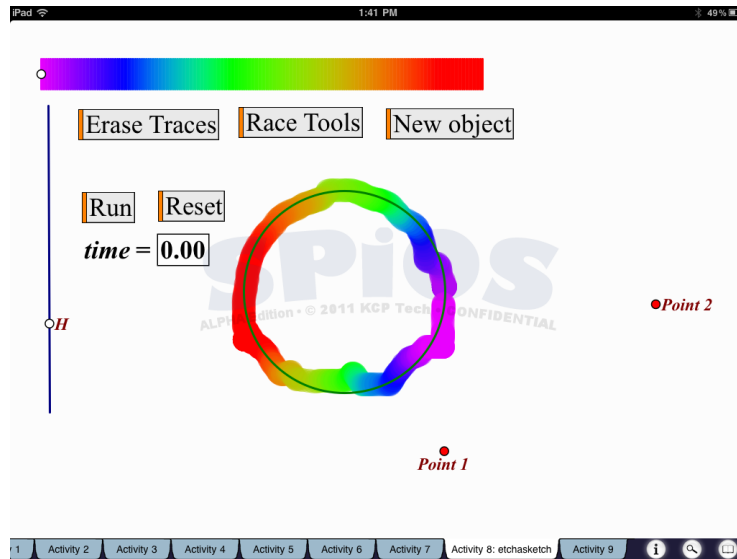 iPad 1:41 PM 49%
Erase Traces Race Tools New object
Run Reset
time = 0.00
SPiOS
ALPHA Edition • © 2011 KCP Tech CONFIDENTIAL
H
Point 2
Point 1
1 Activity 2 Activity 3 Activity 4 Activity 5 Activity 6 Activity 7 Activity 8: etchasketch Activity 9